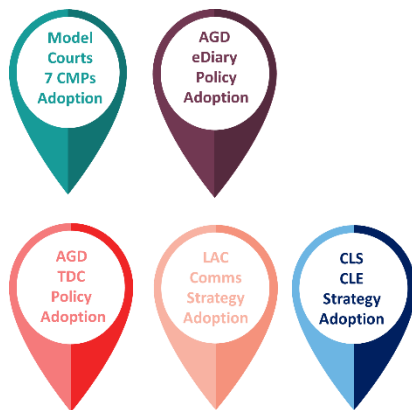 Model
Courts
7 CMPs
Adoption
AGD
eDiary
Policy
Adoption
AGD
TDC
Policy
Adoption
LAC
Comms
Strategy
Adoption
CLS
CLE
Strategy
Adoption